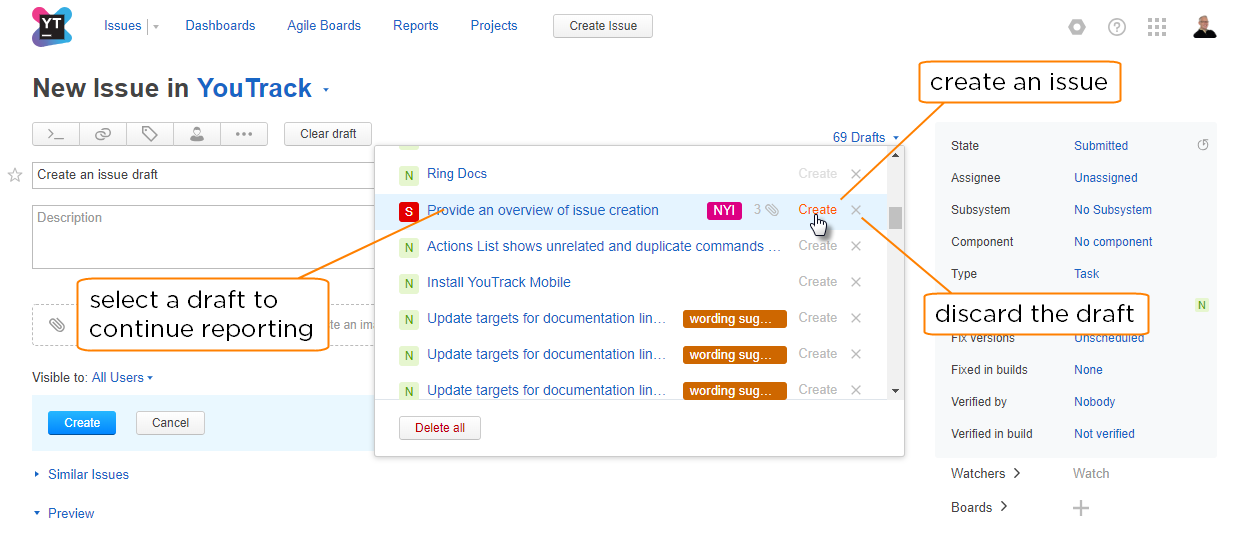 YT
Issues
Dashboards
Agile Boards
Reports
Projects
Create Issue
create an issue
New Issue in YouTrack
>_
Clear draft
69 Drafts
Create an issue draft
Description
N Ring Docs Create
S Provide an overview of issue creation NYI 3 Create
N Actions List shows unrelated and duplicate commands ... Create
N Install YouTrack Mobile Create
N Update targets for documentation lin… wording sug… Create
N Update targets for documentation lin… wording sug… Create
N Update targets for documentation lin… wording sug… Create
Delete all
select a draft to
continue reporting
Visible to: All Users
Create
Cancel
Similar Issues
Preview
State Submitted
Assignee Unassigned
Subsystem No Subsystem
Component No component
Type Task
N
discard the draft
Fix versions Unscheduled
Fixed in builds None
Verified by Nobody
Verified in build Not verified
Watchers Watch
Boards